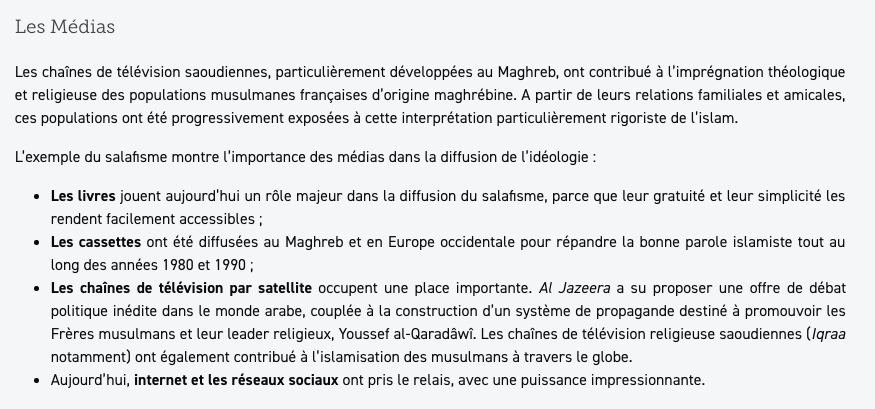 Les Médias
Les chaînes de télévision saoudiennes, particulièrement développées au Maghreb, ont contribué à l'imprégnation théologique
et religieuse des populations musulmanes françaises d'origine maghrébine. A partir de leurs relations familiales et amicales,
ces populations ont été progressivement exposées à cette interprétation particulièrement rigoriste de l'islam.
L'exemple du salafisme montre l'importance des médias dans la diffusion de l'idéologie :
• Les livres jouent aujourd'hui un rôle majeur dans la diffusion du salafisme, parce que leur gratuité et leur simplicité les
rendent facilement accessibles ;
• Les cassettes ont été diffusées au Maghreb et en Europe occidentale pour répandre la bonne parole islamiste tout au
long des années 1980 et 1990 ;
• Les chaînes de télévision par satellite occupent une place importante. Al Jazeera a su proposer une offre de débat
politique inédite dans le monde arabe, couplée à la construction d'un système de propagande destiné à promouvoir les
Frères musulmans et leur leader religieux, Youssef al-Qaradâwî. Les chaînes de télévision religieuse saoudiennes (Iqraa
notamment) ont également contribué à l'islamisation des musulmans à travers le globe.
• Aujourd'hui, internet et les réseaux sociaux ont pris le relais, avec une puissance impressionnante.